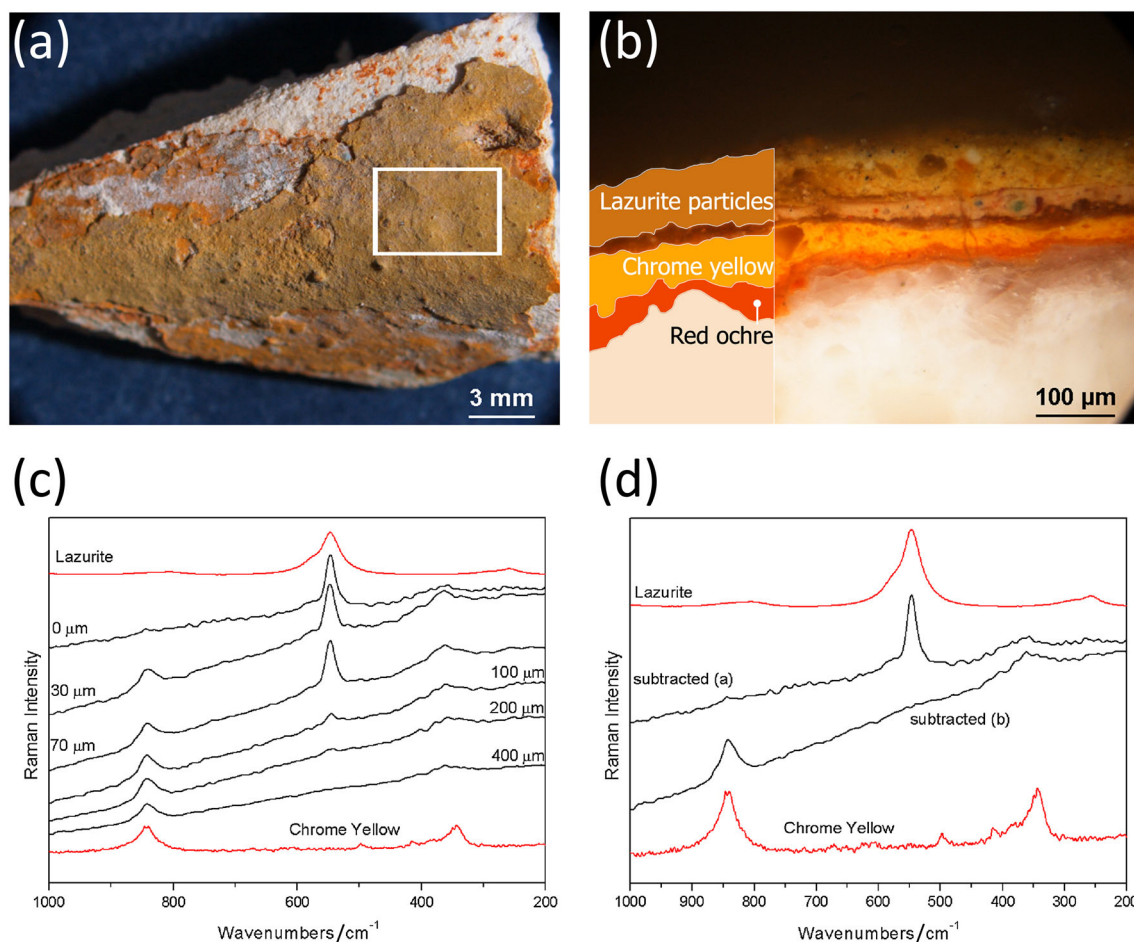 (a)
3 mm
(b)
Lazurite particles
Chrome yellow
Red ochre
100 µm
(c)
Lazurite
0 µm
30 µm
70 µm
100 µm
200 µm
400 µm
Chrome Yellow
Raman Intensity
1000 800 600 400 200
Wavenumbers/cm⁻¹
(d)
Lazurite
subtracted (a)
subtracted (b)
Chrome Yellow
Raman Intensity
1000 900 800 700 600 500 400 300 200
Wavenumbers/cm⁻¹